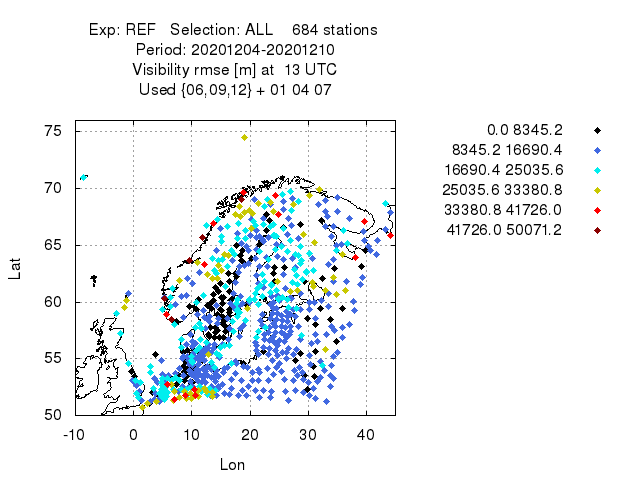 Exp: REF   Selection: ALL    684 stations
Period: 20201204-20201210
Visibility rmse [m] at  13 UTC
Used {06,09,12} + 01 04 07
0.0 8345.2
8345.2 16690.4
16690.4 25035.6
25035.6 33380.8
33380.8 41726.0
41726.0 50071.2
75
70
65
60
55
50
Lat
-10 0 10 20 30 40
Lon